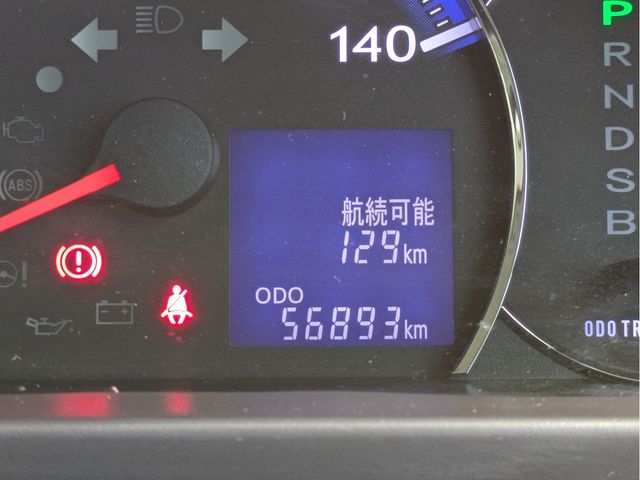 140
P
R
N
D
S
B
ABS
航続可能
129km
ODO
56893km
ODO TR